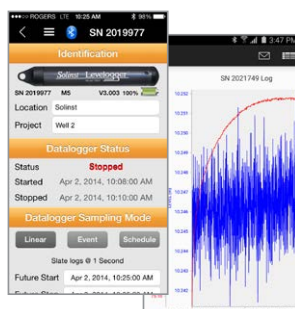 ROGERS LTE 10:25 AM 98%
SN 2019977
Identification
Solinst Levelogger
SN 2019977 M5 V3.003 100%
Location Solinst
Project Well 2
Datalogger Status
Status Stopped
Started Apr 2, 2014, 10:08:00 AM
Stopped Apr 2, 2014, 10:10:00 AM
Datalogger Sampling Mode
Linear Event Schedule
Slate logs @ 1 Second
Future Start Apr 2, 2014, 10:25:00 AM
3:47 PM
SN 2021749 Log